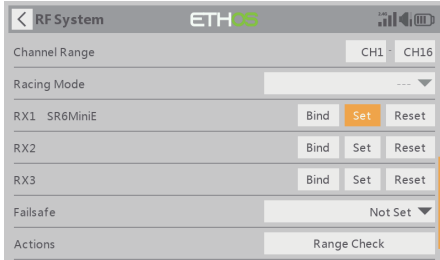 RF System ETHOS
Channel Range CH1 - CH16
Racing Mode ---
RX1 SR6MiniE Bind Set Reset
RX2 Bind Set Reset
RX3 Bind Set Reset
Failsafe Not Set
Actions Range Check